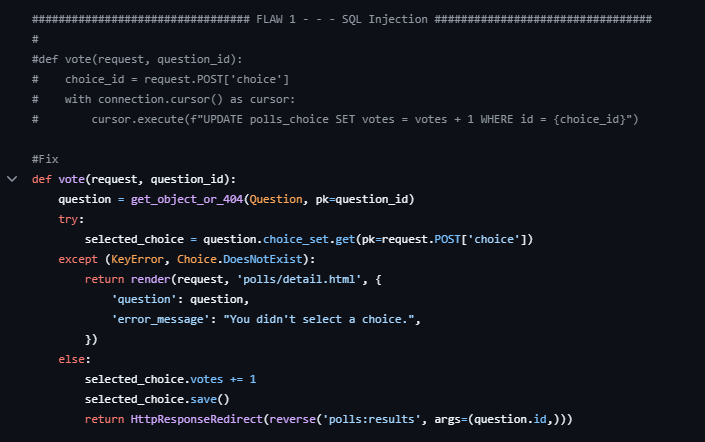 ################################# FLAW 1 - - - SQL Injection #################################
#
#def vote(request, question_id):
#    choice_id = request.POST['choice']
#    with connection.cursor() as cursor:
#        cursor.execute(f"UPDATE polls_choice SET votes = votes + 1 WHERE id = {choice_id}")

#Fix
def vote(request, question_id):
    question = get_object_or_404(Question, pk=question_id)
    try:
        selected_choice = question.choice_set.get(pk=request.POST['choice'])
    except (KeyError, Choice.DoesNotExist):
        return render(request, 'polls/detail.html', {
            'question': question,
            'error_message': "You didn't select a choice.",
        })
    else:
        selected_choice.votes += 1
        selected_choice.save()
        return HttpResponseRedirect(reverse('polls:results', args=(question.id,)))